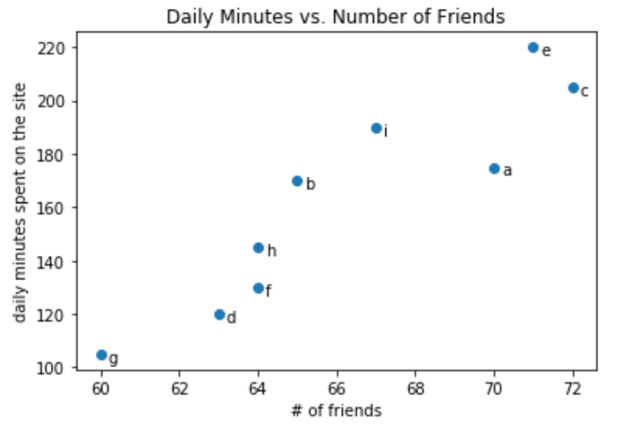 Daily Minutes vs. Number of Friends
220
200
180
160
140
120
100
daily minutes spent on the site
e
c
i
a
b
h
f
d
g
60 62 64 66 68 70 72
# of friends